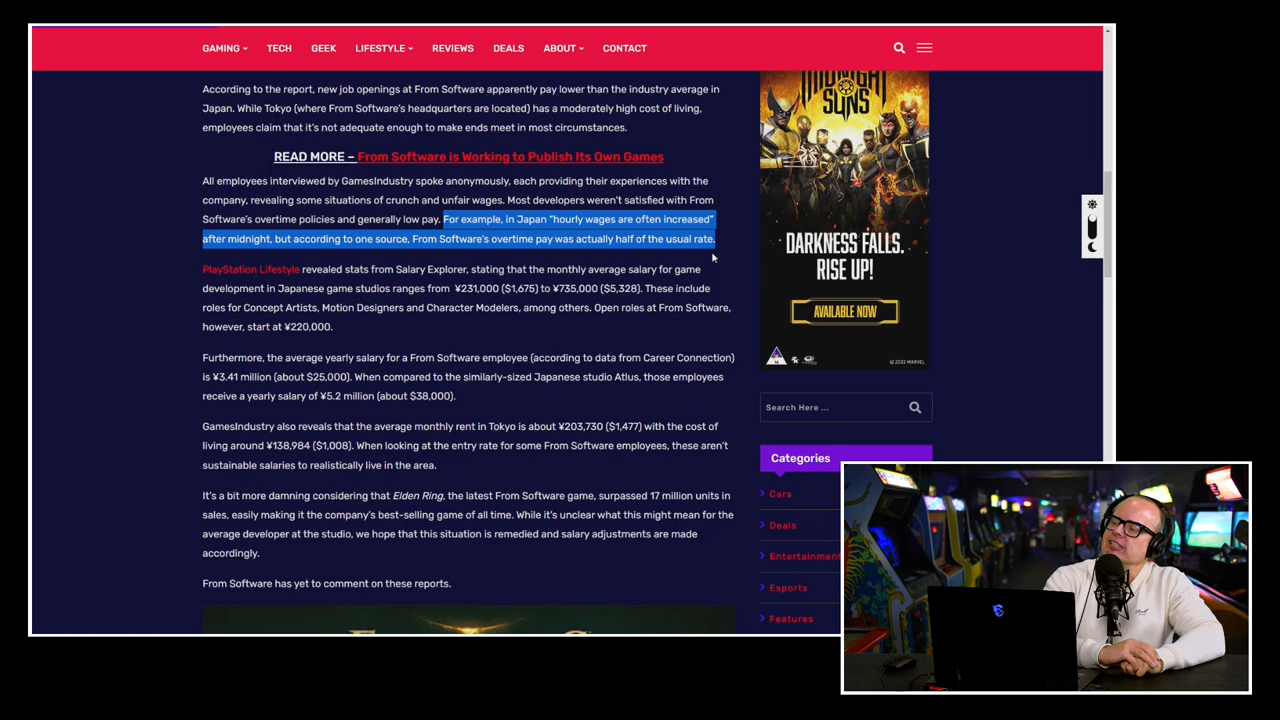 GAMING
TECH
GEEK
LIFESTYLE
REVIEWS
DEALS
ABOUT
CONTACT
According to the report, new job openings at From Software apparently pay lower than the industry average in
Japan. While Tokyo (where From Software's headquarters are located) has a moderately high cost of living,
employees claim that it's not adequate enough to make ends meet in most circumstances.
READ MORE – From Software is Working to Publish Its Own Games
All employees interviewed by GamesIndustry spoke anonymously, each providing their experiences with the
company, revealing some situations of crunch and unfair wages. Most developers weren't satisfied with From
Software's overtime policies and generally low pay. For example, in Japan "hourly wages are often increased"
after midnight, but according to one source, From Software's overtime pay was actually half of the usual rate.
PlayStation Lifestyle revealed stats from Salary Explorer, stating that the monthly average salary for game
development in Japanese game studios ranges from ¥231,000 ($1,675) to ¥735,000 ($5,328). These include
roles for Concept Artists, Motion Designers and Character Modelers, among others. Open roles at From Software,
however, start at ¥220,000.
Furthermore, the average yearly salary for a From Software employee (according to data from Career Connection)
is ¥3.41 million (about $25,000). When compared to the similarly-sized Japanese studio Atlus, those employees
receive a yearly salary of ¥5.2 million (about $38,000).
GamesIndustry also reveals that the average monthly rent in Tokyo is about ¥203,730 ($1,477) with the cost of
living around ¥138,984 ($1,008). When looking at the entry rate for some From Software employees, these aren't
sustainable salaries to realistically live in the area.
It's a bit more damning considering that Elden Ring, the latest From Software game, surpassed 17 million units in
sales, easily making it the company's best-selling game of all time. While it's unclear what this might mean for the
average developer at the studio, we hope that this situation is remedied and salary adjustments are made
accordingly.
From Software has yet to comment on these reports.
MIDNIGHT
SUNS
DARKNESS FALLS.
RISE UP!
AVAILABLE NOW
© 2022 MARVEL
Search Here ...
Categories
Cars
Deals
Entertainment
Esports
Features